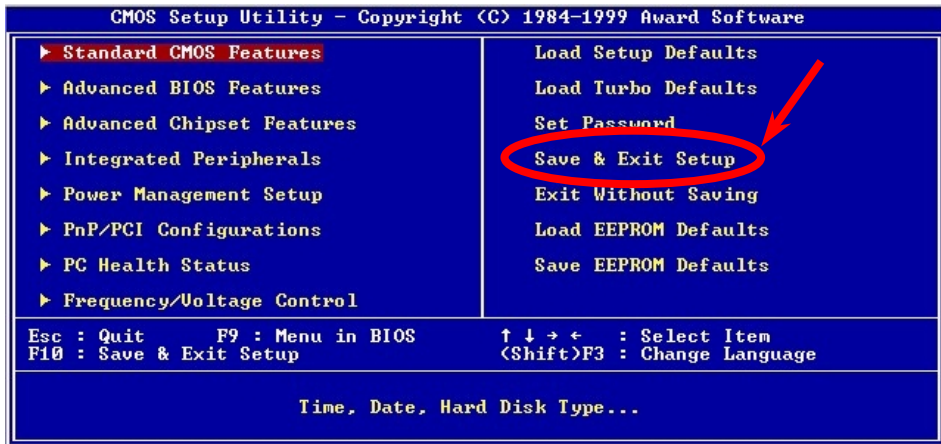 CMOS Setup Utility - Copyright (C) 1984-1999 Award Software
▶ Standard CMOS Features
▶ Advanced BIOS Features
▶ Advanced Chipset Features
▶ Integrated Peripherals
▶ Power Management Setup
▶ PnP/PCI Configurations
▶ PC Health Status
▶ Frequency/Voltage Control
Load Setup Defaults
Load Turbo Defaults
Set Password
Save & Exit Setup
Exit Without Saving
Load EEPROM Defaults
Save EEPROM Defaults
Esc : Quit F9 : Menu in BIOS ↑ ↓ → ← : Select Item
F10 : Save & Exit Setup (Shift)F3 : Change Language
Time, Date, Hard Disk Type...